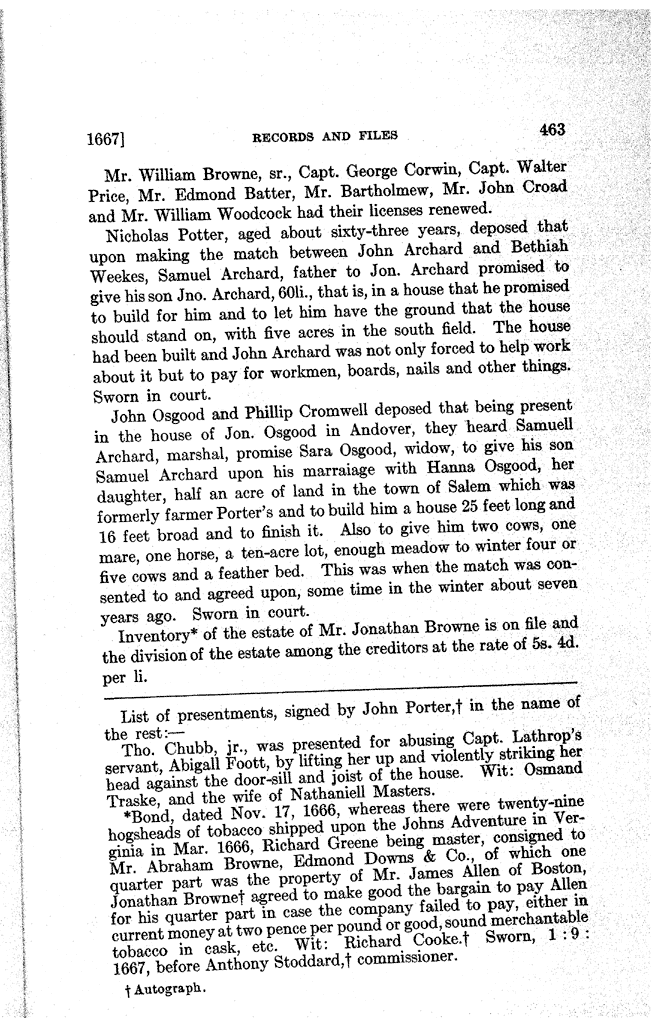 1667] RECORDS AND FILES 463
Mr. William Browne, sr., Capt. George Corwin, Capt. Walter
Price, Mr. Edmond Batter, Mr. Bartholmew, Mr. John Croad
and Mr. William Woodcock had their licenses renewed.
Nicholas Potter, aged about sixty-three years, deposed that
upon making the match between John Archard and Bethiah
Weekes, Samuel Archard, father to Jon. Archard promised to
give his son Jno. Archard, 60li., that is, in a house that he promised
to build for him and to let him have the ground that the house
should stand on, with five acres in the south field. The house
had been built and John Archard was not only forced to help work
about it but to pay for workmen, boards, nails and other things.
Sworn in court.
John Osgood and Phillip Cromwell deposed that being present
in the house of Jon. Osgood in Andover, they heard Samuell
Archard, marshal, promise Sara Osgood, widow, to give his son
Samuel Archard upon his marraiage with Hanna Osgood, her
daughter, half an acre of land in the town of Salem which was
formerly farmer Porter's and to build him a house 25 feet long and
16 feet broad and to finish it. Also to give him two cows, one
mare, one horse, a ten-acre lot, enough meadow to winter four or
five cows and a feather bed. This was when the match was con-
sented to and agreed upon, some time in the winter about seven
years ago. Sworn in court.
Inventory* of the estate of Mr. Jonathan Browne is on file and
the division of the estate among the creditors at the rate of 5s. 4d.
per li.
List of presentments, signed by John Porter,† in the name of
the rest:—
Tho. Chubb, jr., was presented for abusing Capt. Lathrop's
servant, Abigall Foott, by lifting her up and violently striking her
head against the door-sill and joist of the house. Wit: Osmand
Traske, and the wife of Nathaniell Masters.
*Bond, dated Nov. 17, 1666, whereas there were twenty-nine
hogsheads of tobacco shipped upon the Johns Adventure in Ver-
ginia in Mar. 1666, Richard Greene being master, consigned to
Mr. Abraham Browne, Edmond Downs & Co., of which one
quarter part was the property of Mr. James Allen of Boston,
Jonathan Browne† agreed to make good the bargain to pay Allen
for his quarter part in case the company failed to pay, either in
current money at two pence per pound or good, sound merchantable
tobacco in cask, etc. Wit: Richard Cooke.† Sworn, 1 : 9 :
1667, before Anthony Stoddard,† commissioner.
† Autograph.